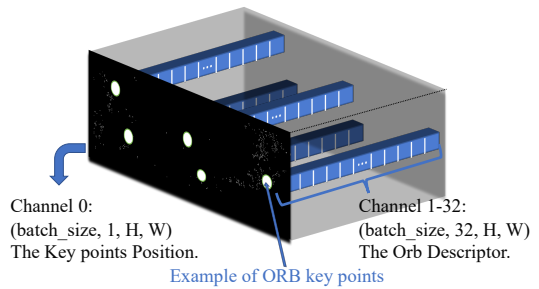 Channel 0:
(batch_size, 1, H, W)
The Key points Position.
Channel 1-32:
(batch_size, 32, H, W)
The Orb Descriptor.
Example of ORB key points